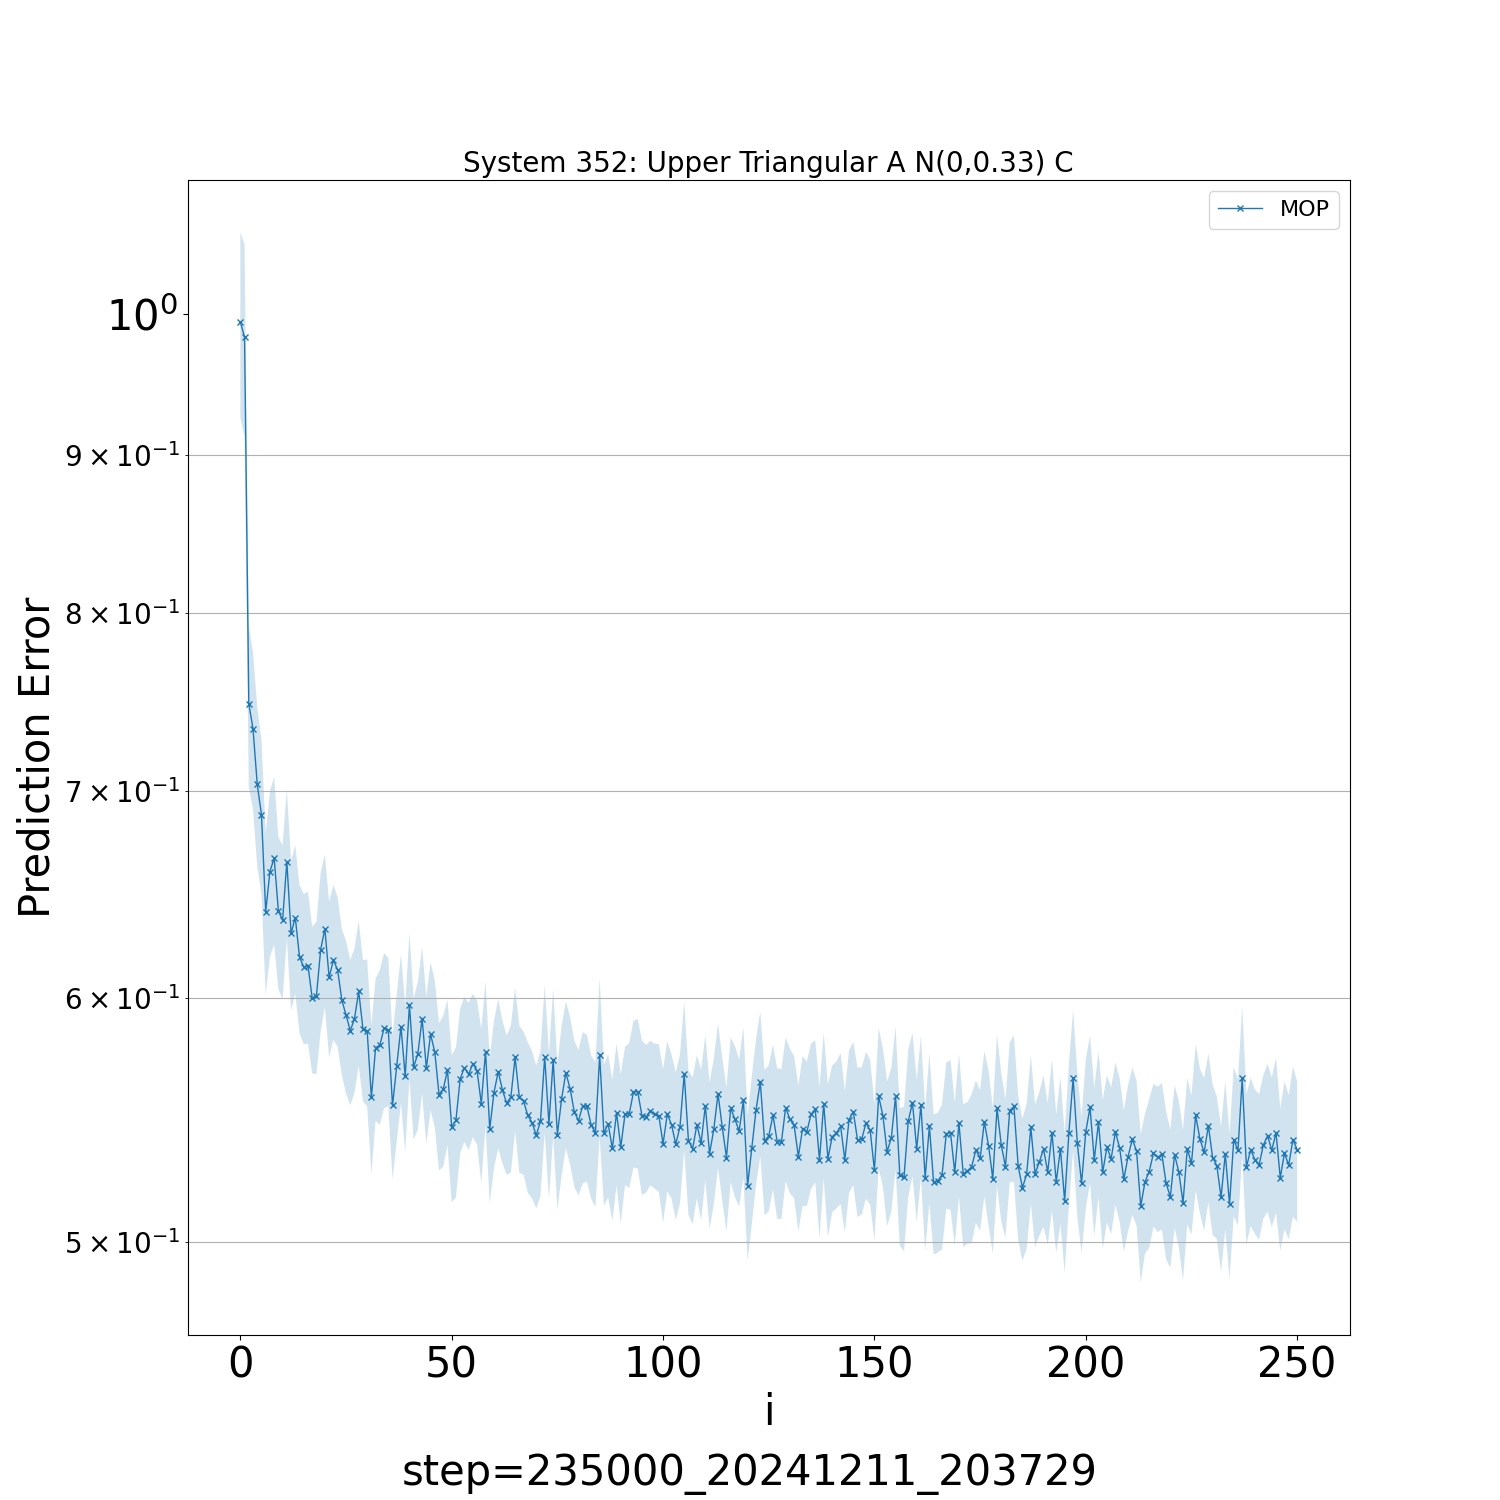 System 352: Upper Triangular A N(0,0.33) C
MOP
10⁰
9 × 10⁻¹
8 × 10⁻¹
7 × 10⁻¹
6 × 10⁻¹
5 × 10⁻¹
Prediction Error
0 50 100 150 200 250
i
step=235000_20241211_203729